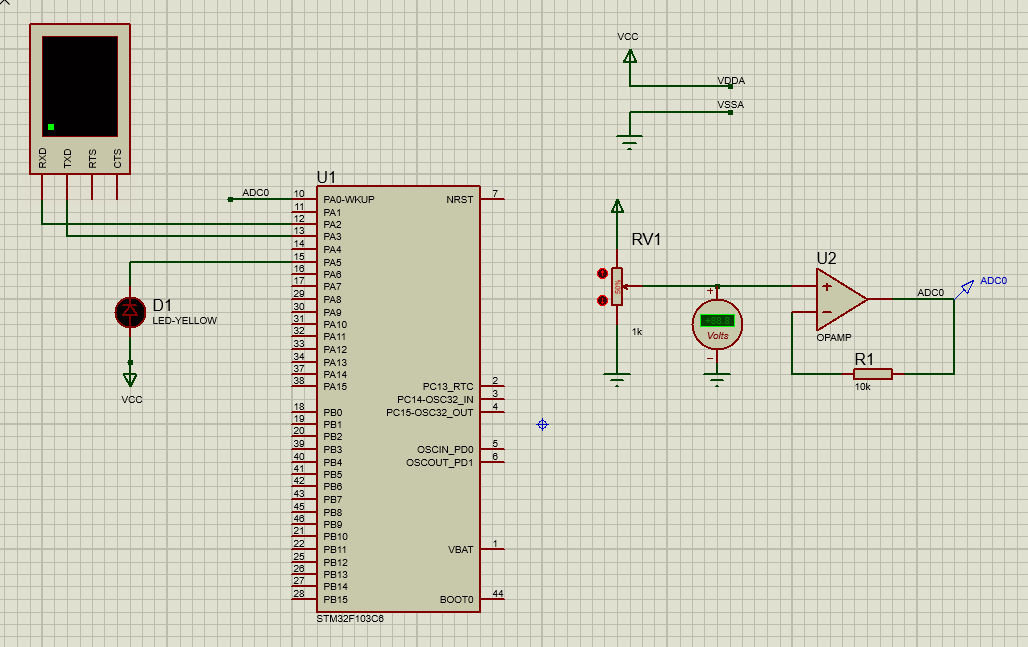 RXD
TXD
RTS
CTS
VCC
VDDA
VSSA
U1
ADC0
10 PA0-WKUP
11 PA1
12 PA2
13 PA3
14 PA4
15 PA5
16 PA6
17 PA7
29 PA8
30 PA9
31 PA10
32 PA11
33 PA12
34 PA13
37 PA14
38 PA15
18 PB0
19 PB1
20 PB2
39 PB3
40 PB4
41 PB5
42 PB6
43 PB7
45 PB8
46 PB9
21 PB10
22 PB11
25 PB12
26 PB13
27 PB14
28 PB15
NRST 7
PC13_RTC 2
PC14-OSC32_IN 3
PC15-OSC32_OUT 4
OSCIN_PD0 5
OSCOUT_PD1 6
VBAT 1
BOOT0 44
STM32F103C6
D1
LED-YELLOW
VCC
RV1
50%
1k
+
Volts
−
U2
+
−
OPAMP
ADC0
ADC0
R1
10k